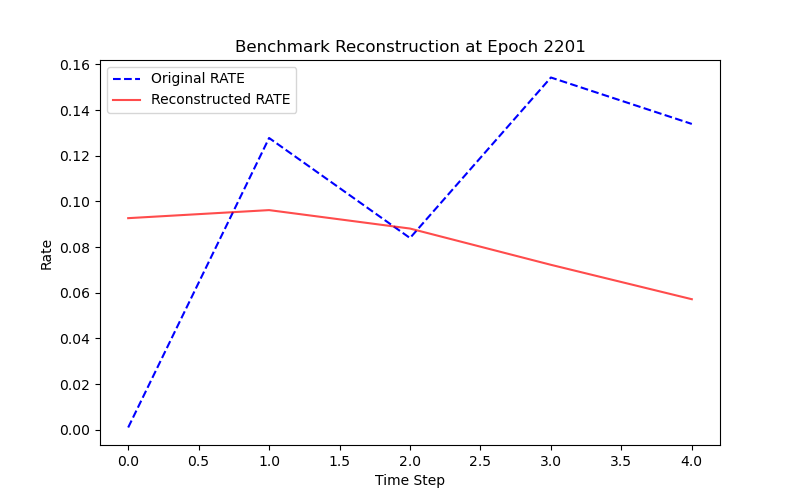 Benchmark Reconstruction at Epoch 2201
Original RATE
Reconstructed RATE
0.16
0.14
0.12
0.10
0.08
0.06
0.04
0.02
0.00
Rate
0.0 0.5 1.0 1.5 2.0 2.5 3.0 3.5 4.0
Time Step